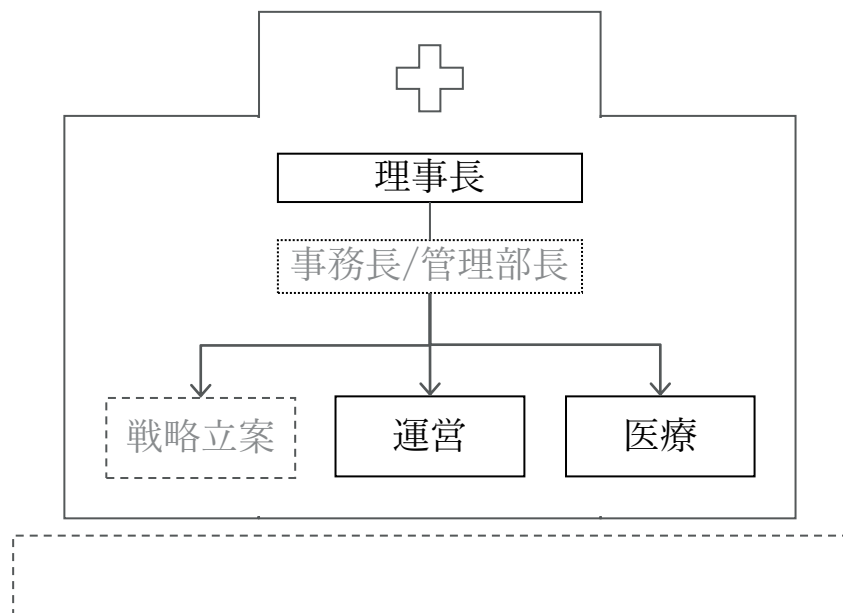 理事長
事務長/管理部長
戦略立案
運営
医療